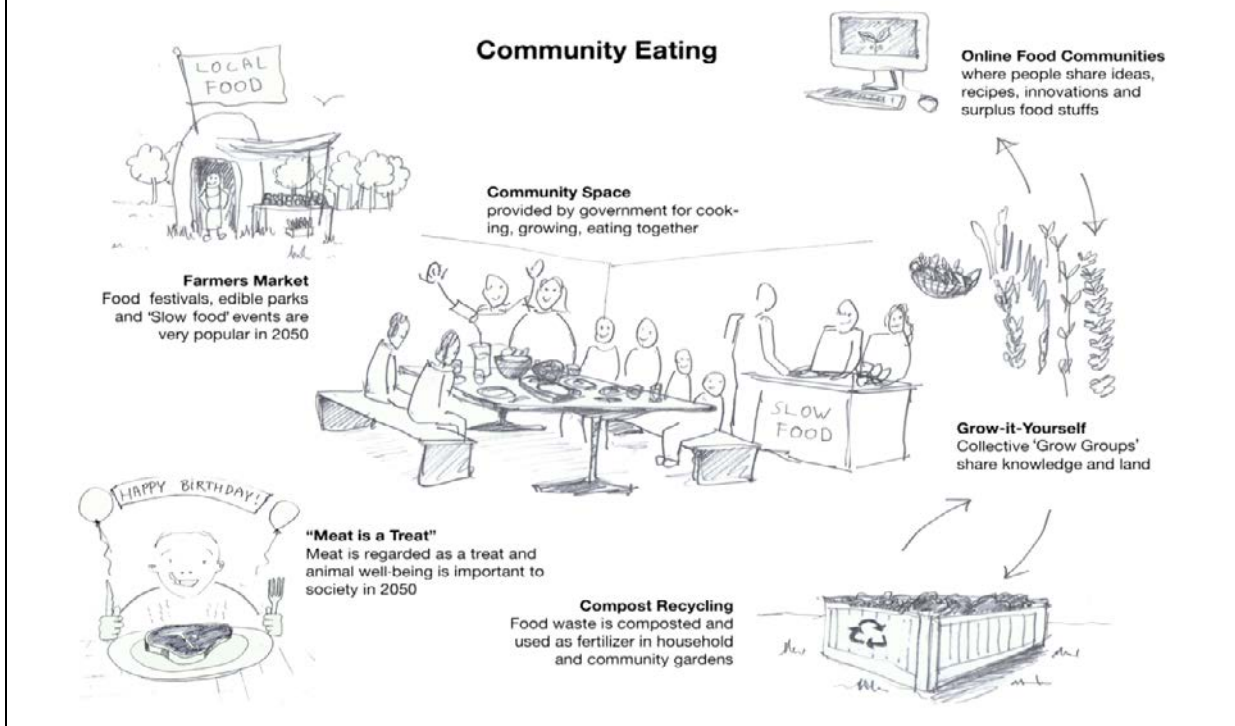 Community Eating
LOCAL
FOOD
Farmers Market
Food festivals, edible parks
and ‘Slow food’ events are
very popular in 2050
Community Space
provided by government for cook-
ing, growing, eating together
Online Food Communities
where people share ideas,
recipes, innovations and
surplus food stuffs
SLOW
FOOD
Grow-it-Yourself
Collective ‘Grow Groups’
share knowledge and land
HAPPY BIRTHDAY!
“Meat is a Treat”
Meat is regarded as a treat and
animal well-being is important to
society in 2050
Compost Recycling
Food waste is composted and
used as fertilizer in household
and community gardens